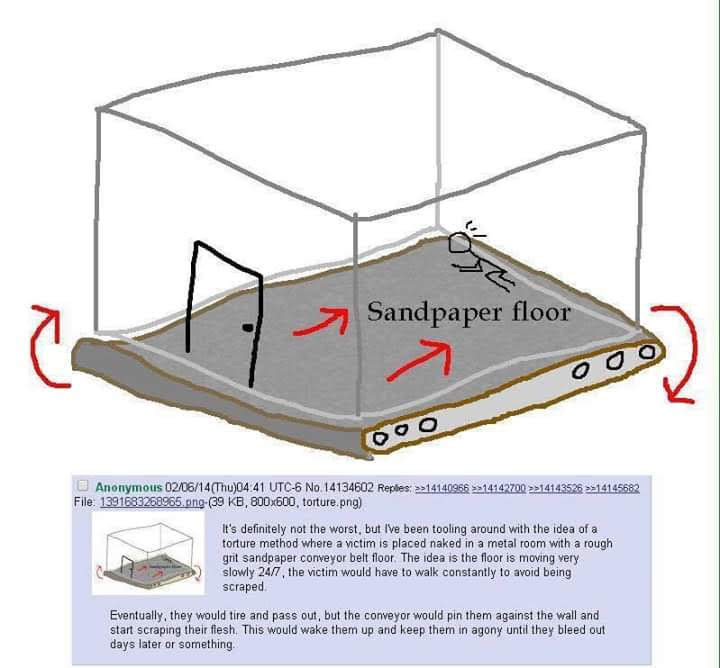 Sandpaper floor
Anonymous 02/06/14(Thu)04:41 UTC-6 No.14134602 Replies: >>14140966 >>14142700 >>14143526 >>14145682
File: 1391683268965.png-(39 KB, 800x600, torture.png)
It's definitely not the worst, but I've been tooling around with the idea of a
torture method where a victim is placed naked in a metal room with a rough
grit sandpaper conveyor belt floor. The idea is the floor is moving very
slowly 24/7, the victim would have to walk constantly to avoid being
scraped.
Eventually, they would tire and pass out, but the conveyor would pin them against the wall and
start scraping their flesh. This would wake them up and keep them in agony until they bleed out
days later or something.